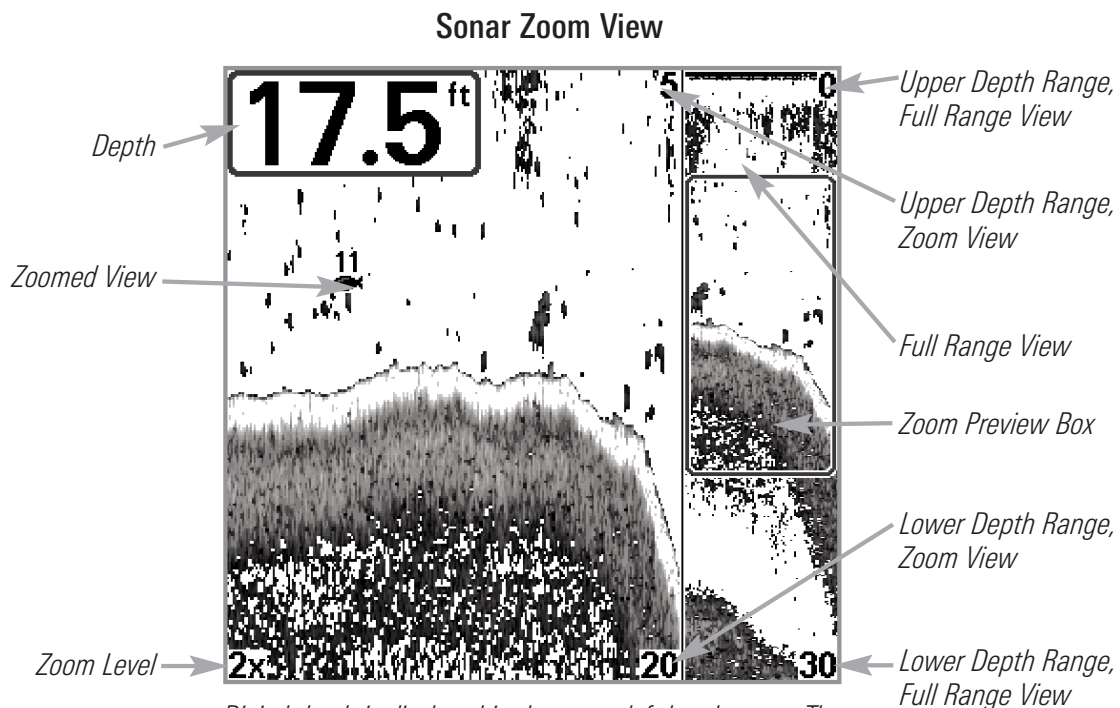 Sonar Zoom View
17.5 ft
5
0
Upper Depth Range,
Full Range View
Depth
Upper Depth Range,
Zoom View
11
Zoomed View
Full Range View
Zoom Preview Box
Lower Depth Range,
Zoom View
Zoom Level
2x
20
30
Lower Depth Range,
Full Range View